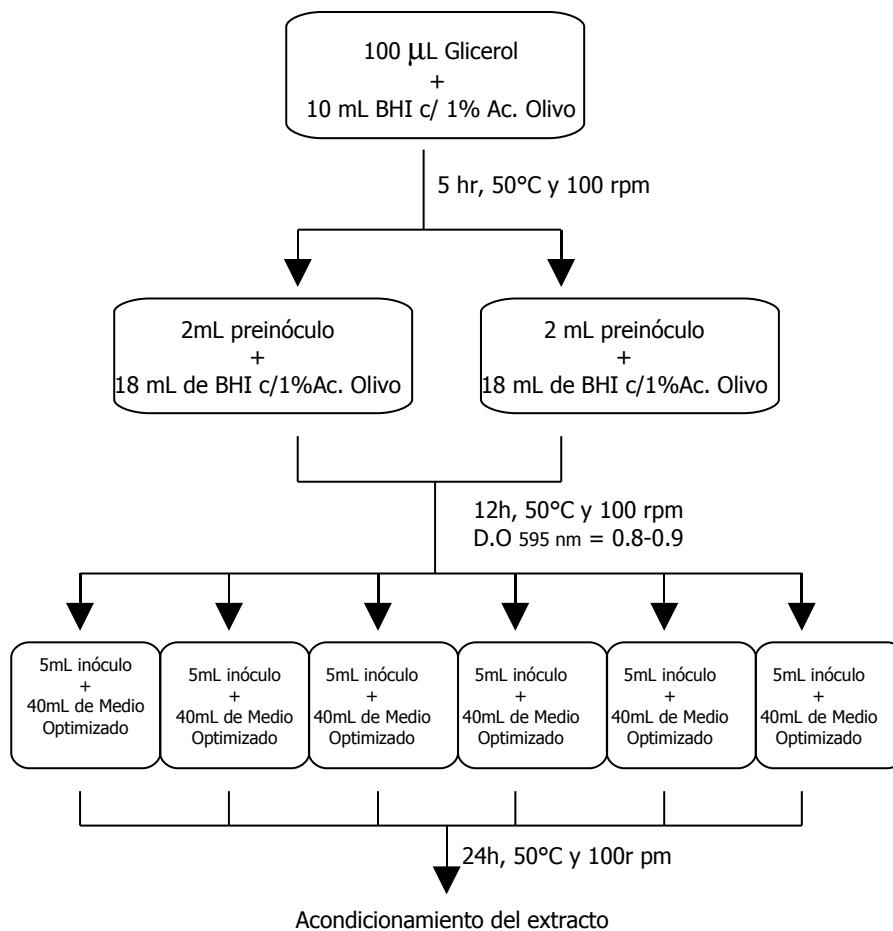 100 µL Glicerol
+
10 mL BHI c/ 1% Ac. Olivo
5 hr, 50°C y 100 rpm
2mL preinóculo
+
18 mL de BHI c/1%Ac. Olivo
2 mL preinóculo
+
18 mL de BHI c/1%Ac. Olivo
12h, 50°C y 100 rpm
D.O 595 nm = 0.8-0.9
5mL inóculo
+
40mL de Medio
Optimizado
5mL inóculo
+
40mL de Medio
Optimizado
5mL inóculo
+
40mL de Medio
Optimizado
5mL inóculo
+
40mL de Medio
Optimizado
5mL inóculo
+
40mL de Medio
Optimizado
5mL inóculo
+
40mL de Medio
Optimizado
24h, 50°C y 100r pm
Acondicionamiento del extracto